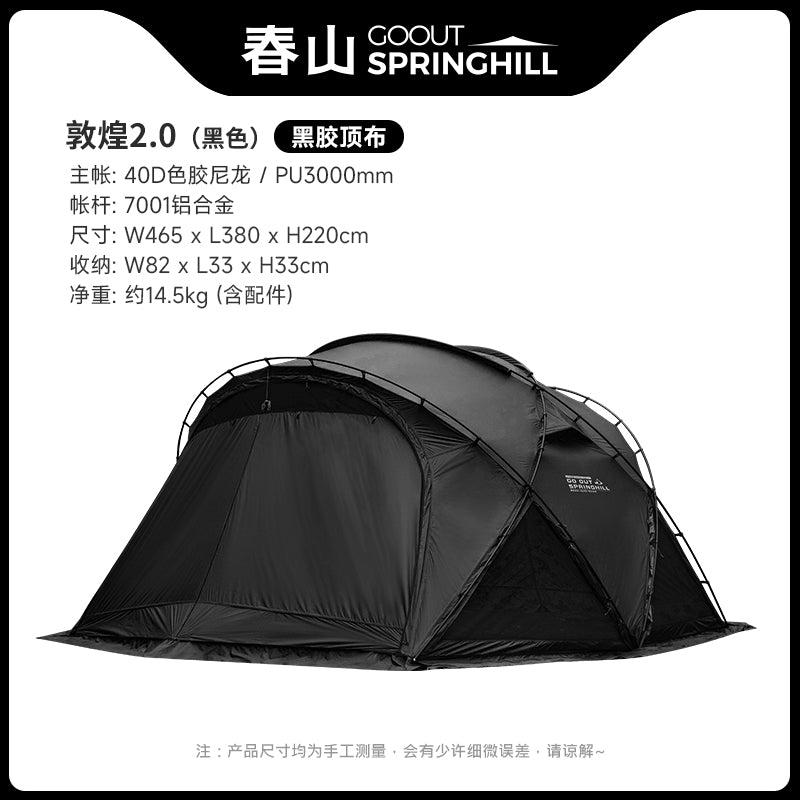 春山 GOOUT SPRINGHILL
敦煌2.0（黑色） 黑胶顶布
主帐: 40D色胶尼龙 / PU3000mm
帐杆: 7001铝合金
尺寸: W465 x L380 x H220cm
收纳: W82 x L33 x H33cm
净重: 约14.5kg (含配件)
GO OUT
SPRINGHILL
注：产品尺寸均为手工测量，会有少许细微误差，请谅解~